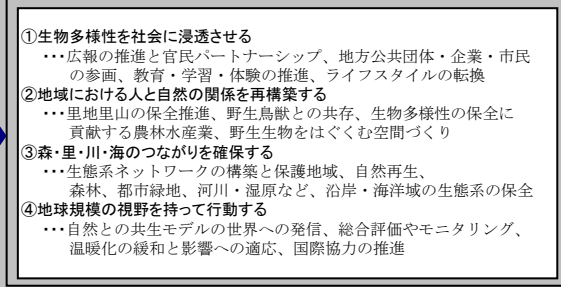 ①生物多様性を社会に浸透させる
･･･広報の推進と官民パートナーシップ、地方公共団体・企業・市民
の参画、教育・学習・体験の推進、ライフスタイルの転換
②地域における人と自然の関係を再構築する
･･･里地里山の保全推進、野生鳥獣との共存、生物多様性の保全に
貢献する農林水産業、野生生物をはぐくむ空間づくり
③森・里・川・海のつながりを確保する
･･･生態系ネットワークの構築と保護地域、自然再生、
森林、都市緑地、河川・湿原など、沿岸・海洋域の生態系の保全
④地球規模の視野を持って行動する
･･･自然との共生モデルの世界への発信、総合評価やモニタリング、
温暖化の緩和と影響への適応、国際協力の推進